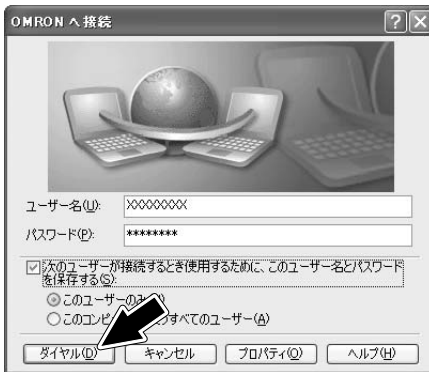 OMRON へ接続
ユーザー名(U): XXXXXXXX
パスワード(P): ********
次のユーザーが接続するとき使用するために、このユーザー名とパスワード
を保存する(S):
このユーザーのみ
このコンピ すべてのユーザー(A)
ダイヤル(D) キャンセル プロパティ(O) ヘルプ(H)